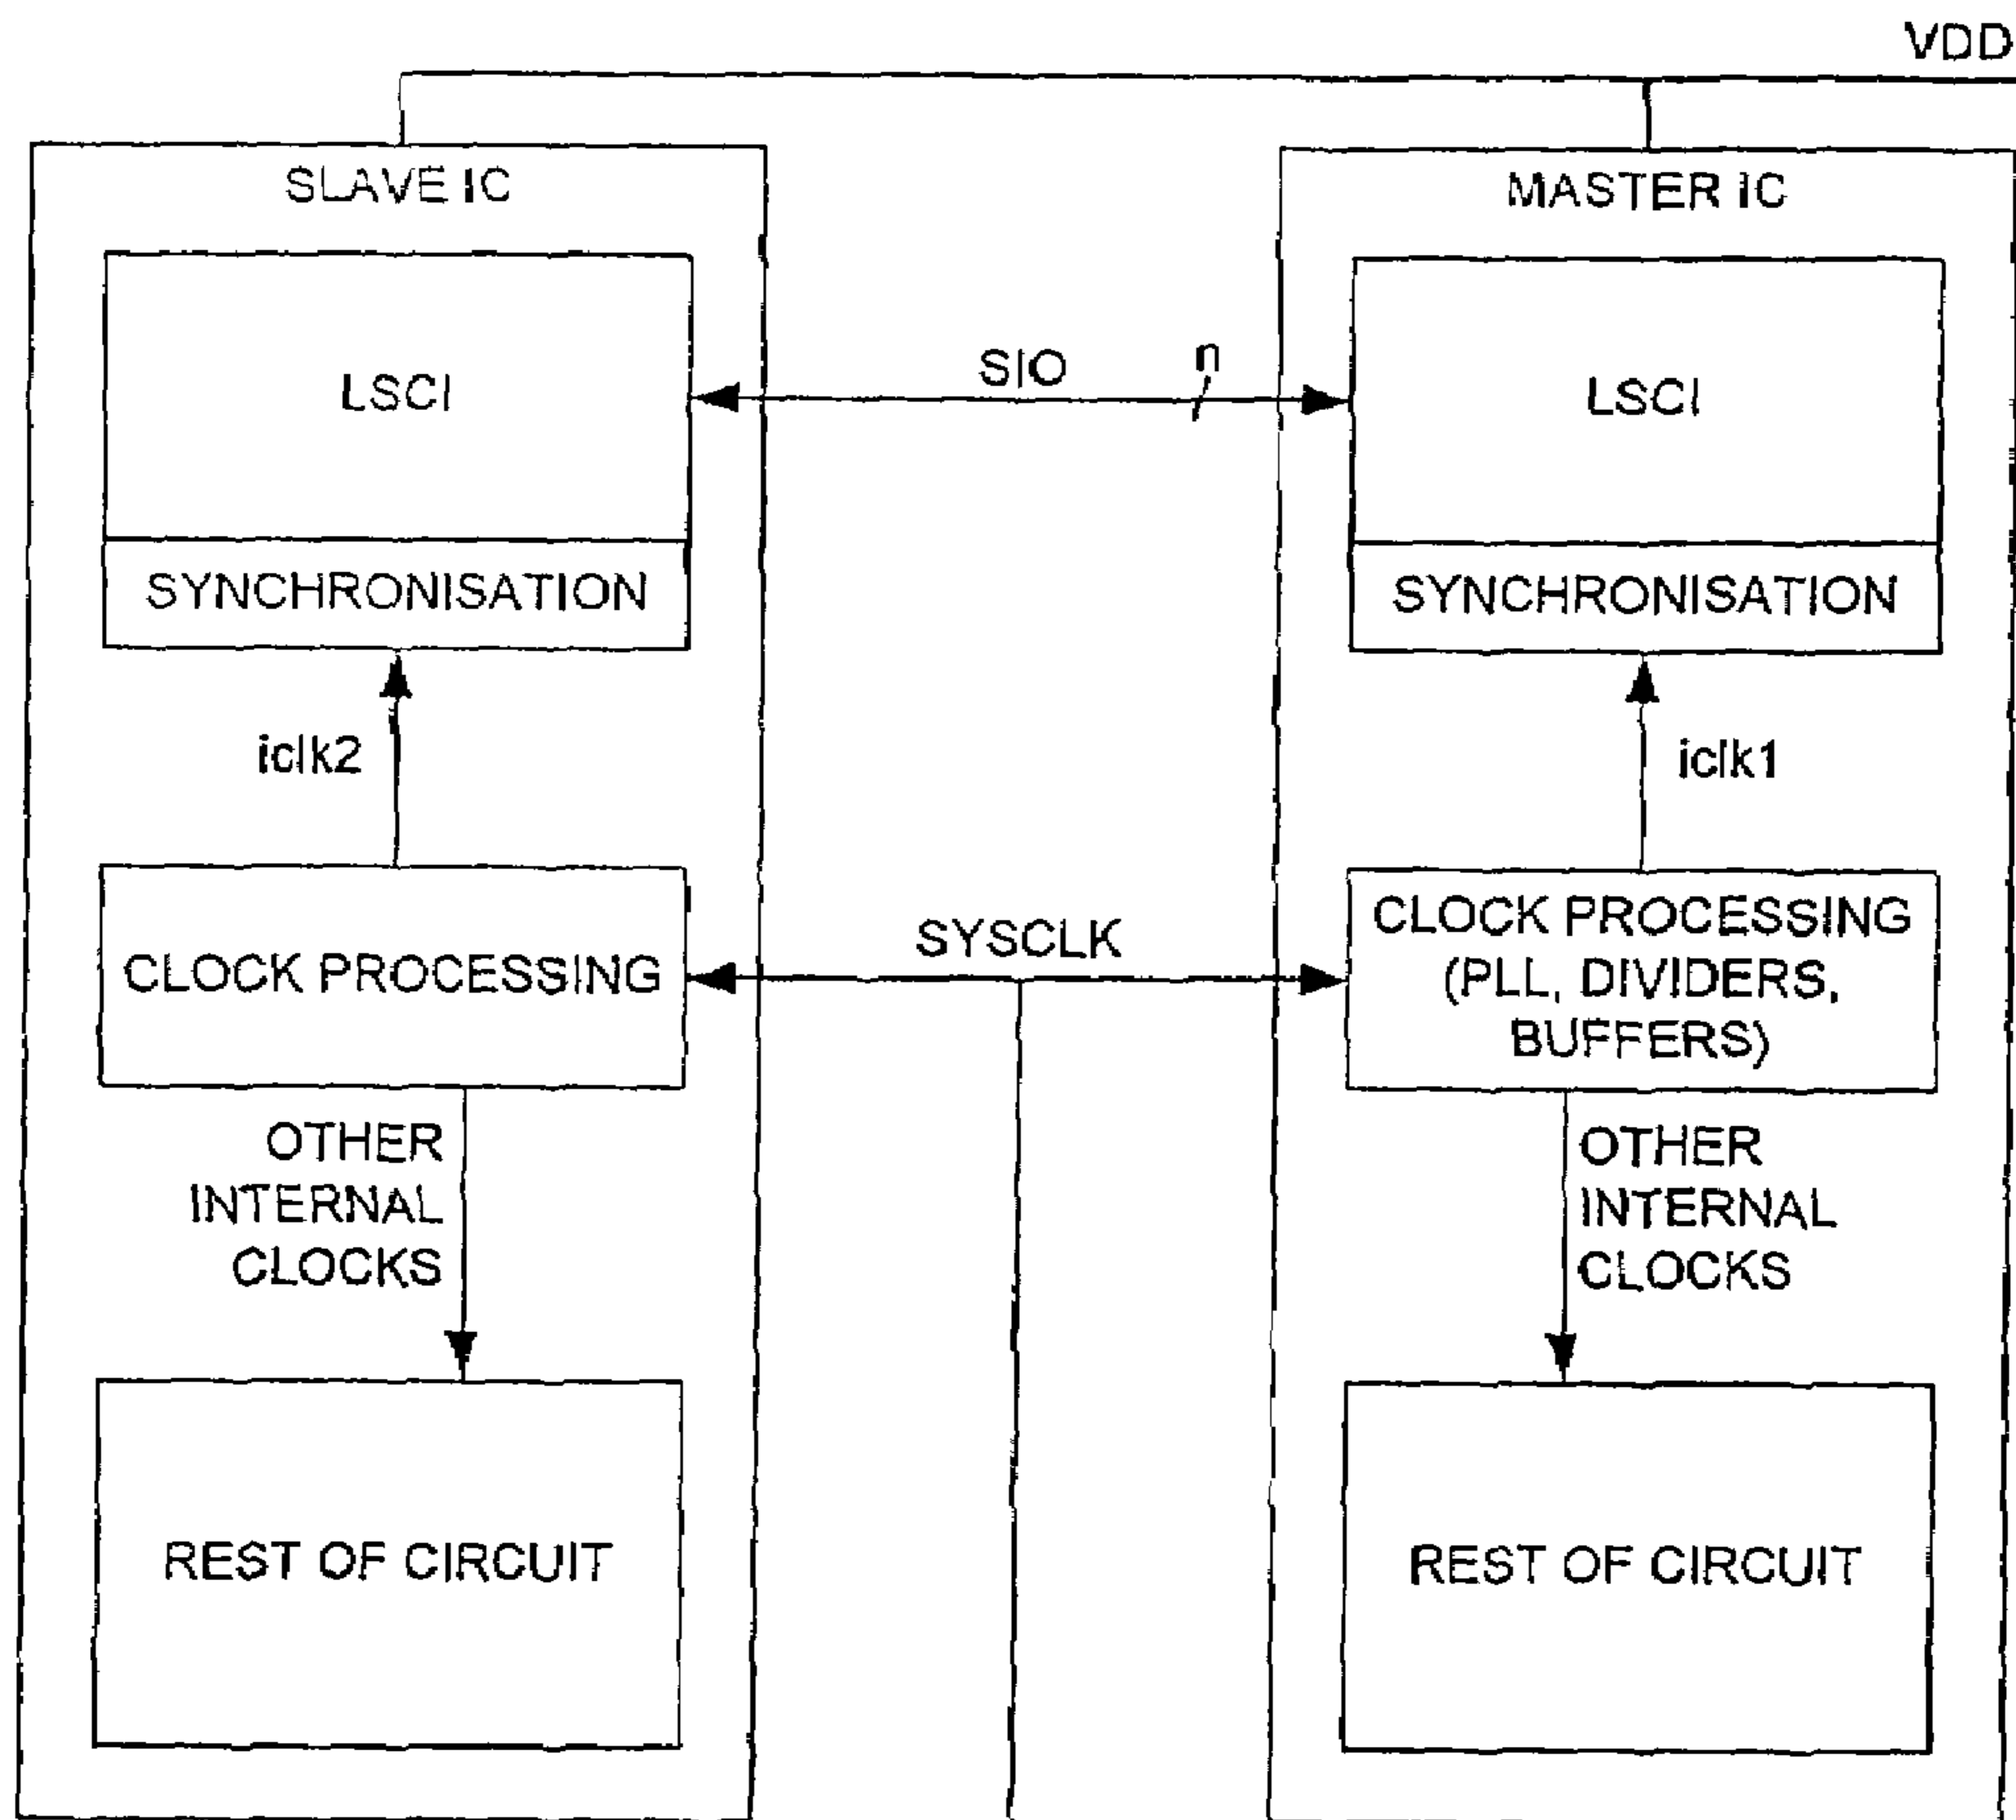 VDD
SLAVE IC
MASTER IC
LSCI
SIO
n
LSCI
SYNCHRONISATION
SYNCHRONISATION
iclk2
iclk1
CLOCK PROCESSING
SYSCLK
CLOCK PROCESSING
(PLL, DIVIDERS,
BUFFERS)
OTHER
INTERNAL
CLOCKS
OTHER
INTERNAL
CLOCKS
REST OF CIRCUIT
REST OF CIRCUIT